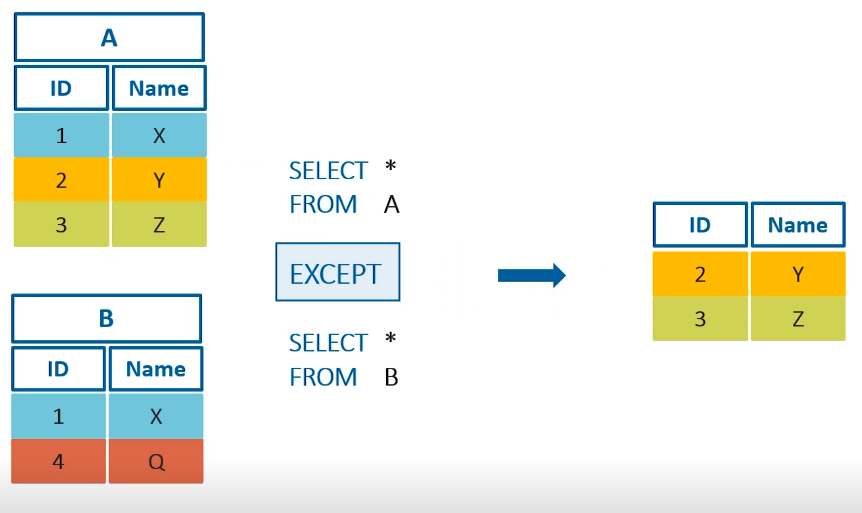 A
ID Name
1 X
2 Y
3 Z
B
ID Name
1 X
4 Q
SELECT *
FROM A
EXCEPT
SELECT *
FROM B
ID Name
2 Y
3 Z